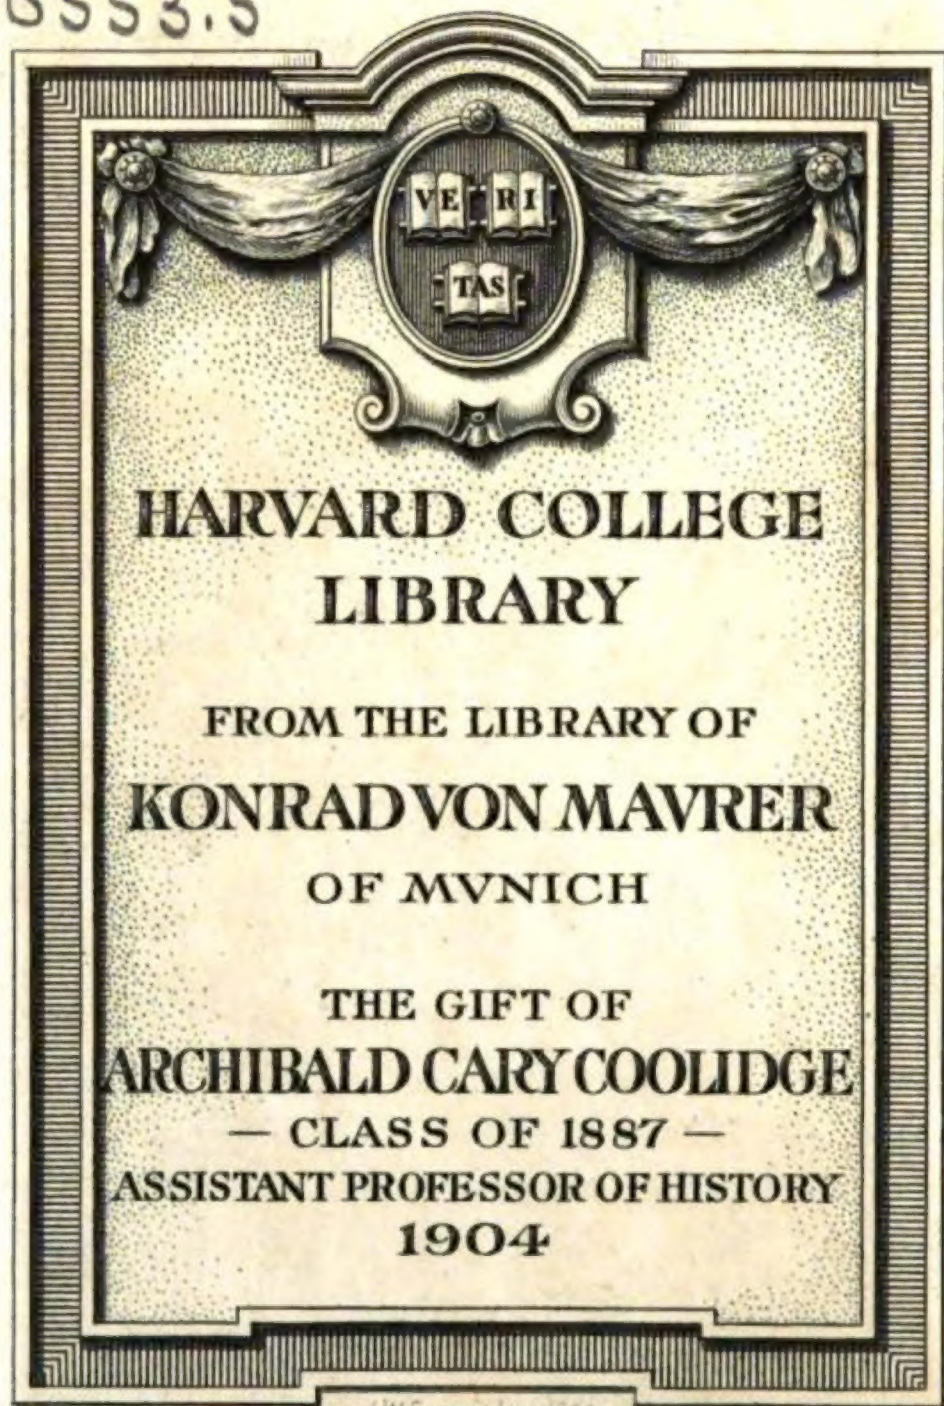 VE RI
TAS
HARVARD COLLEGE
LIBRARY
FROM THE LIBRARY OF
KONRAD VON MAVRER
OF MVNICH
THE GIFT OF
ARCHIBALD CARY COOLIDGE
— CLASS OF 1887 —
ASSISTANT PROFESSOR OF HISTORY
1904